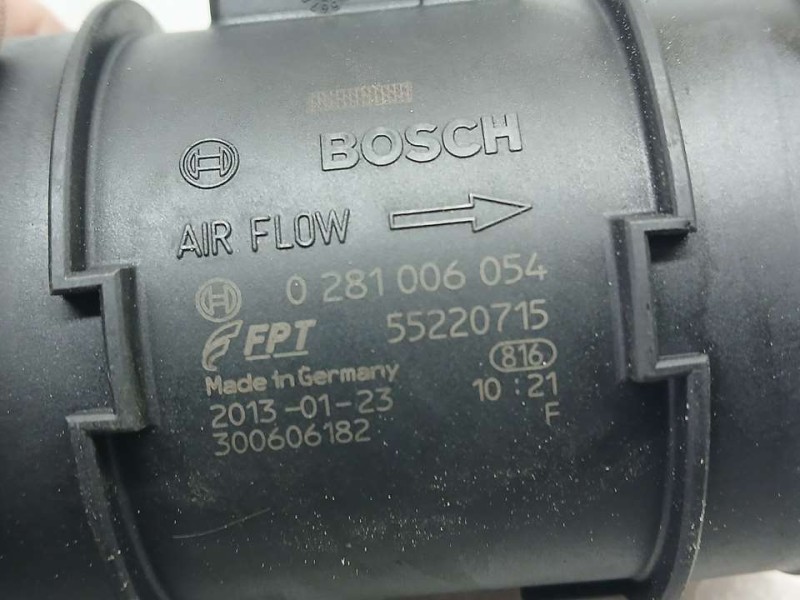 BOSCH
AIR FLOW
0 281 006 054
FPT 55220715
Made in Germany 816
2013-01-23 10:21
300606182 F